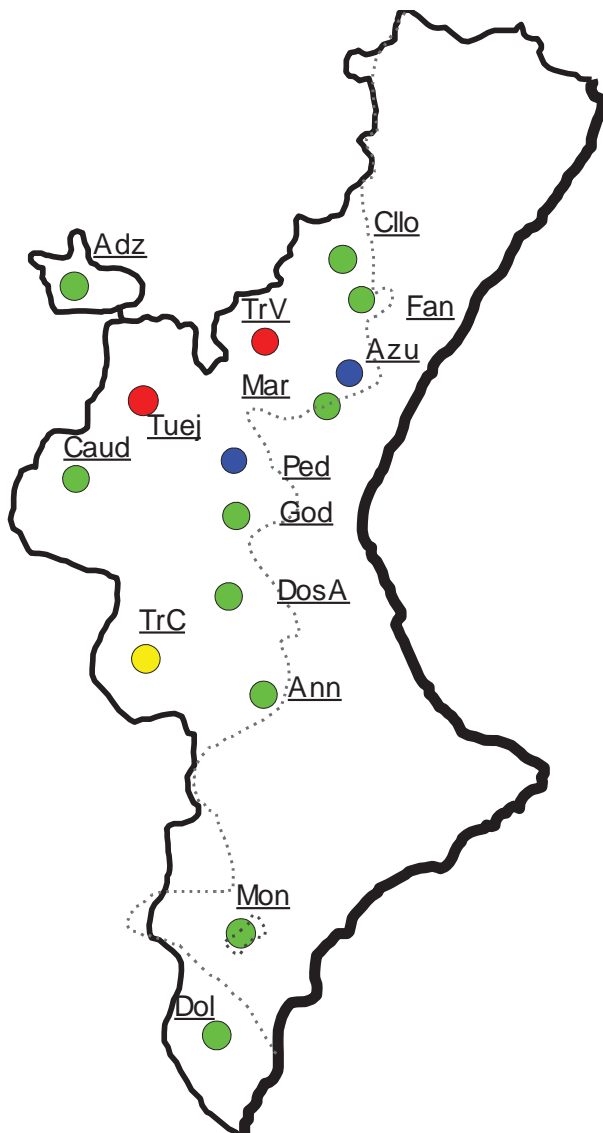 Cllo
Adz
Fan
TrV
Azu
Mar
Tuej
Caud
Ped
God
DosA
TrC
Ann
Mon
Dol